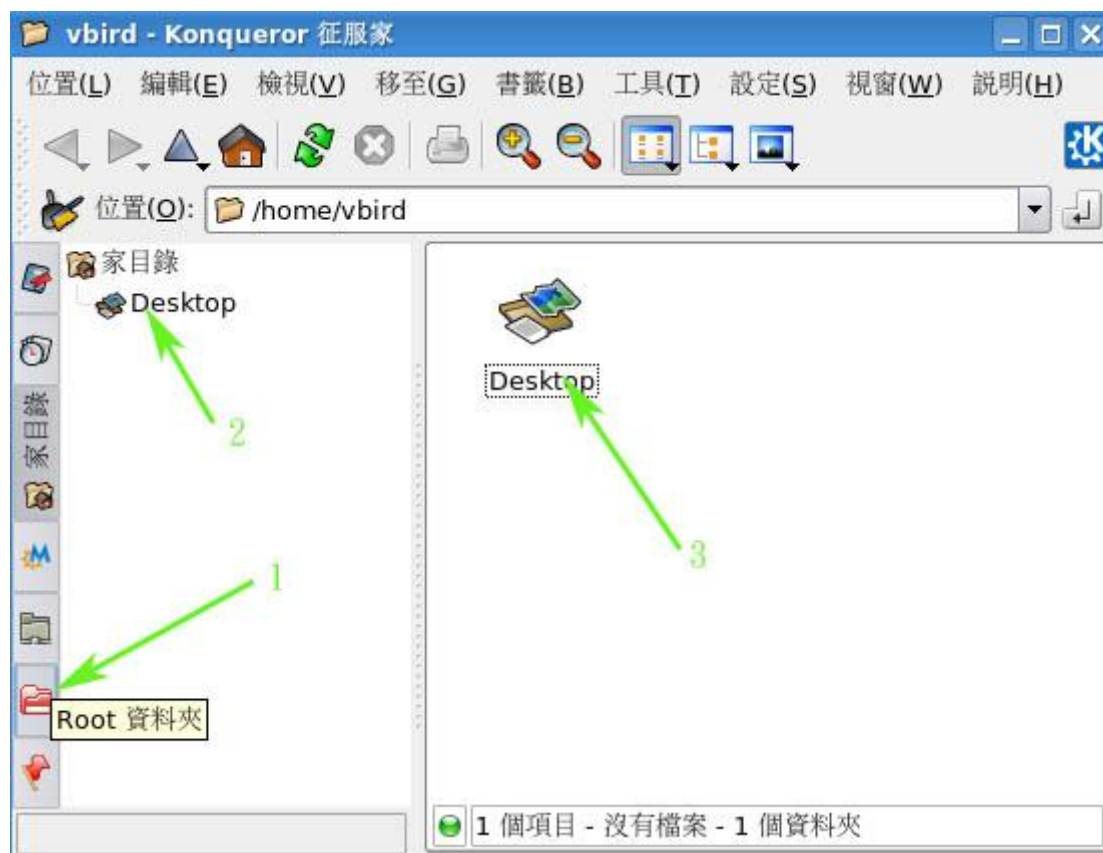 vbird - Konqueror 征服家
位置(L) 編輯(E) 檢視(V) 移至(G) 書籤(B) 工具(T) 設定(S) 視窗(W) 説明(H)
位置(O): /home/vbird
家目錄
Desktop
家目錄
Desktop
2
3
1
Root 資料夾
1 個項目 - 沒有檔案 - 1 個資料夾